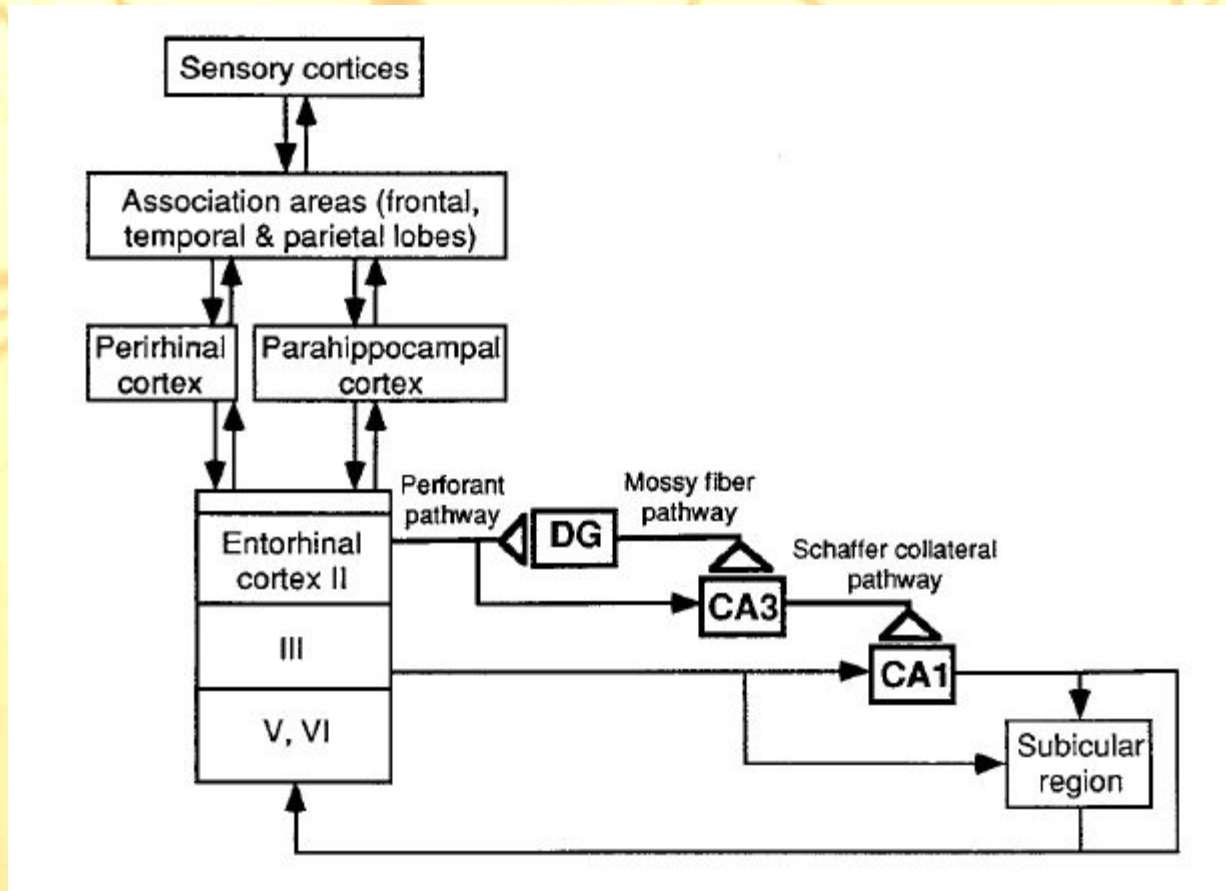 Sensory cortices
Association areas (frontal,
temporal & parietal lobes)
Perirhinal
cortex
Parahippocampal
cortex
Perforant
pathway
Mossy fiber
pathway
Entorhinal
cortex II
DG
Schaffer collateral
pathway
CA3
III
CA1
V, VI
Subicular
region